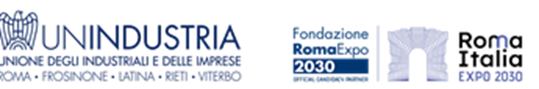 UNINDUSTRIA
UNIONE DEGLI INDUSTRIALI E DELLE IMPRESE
ROMA • FROSINONE • LATINA • RIETI • VITERBO
Fondazione
RomaExpo
2030
OFFICIAL CANDIDACY PARTNER
Roma
Italia
EXPO 2030